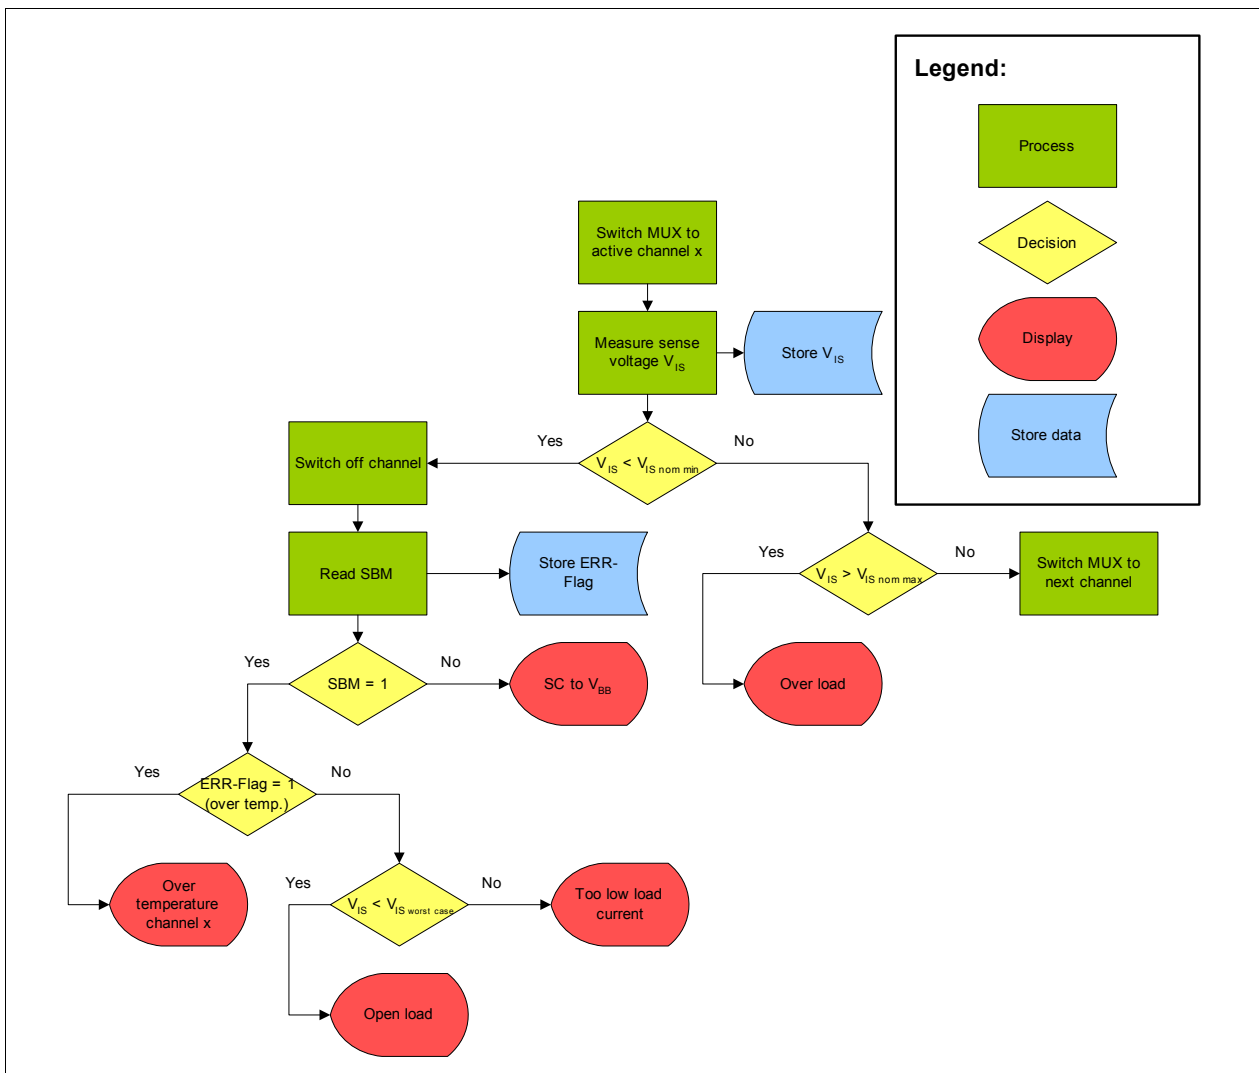 Legend:
Process
Decision
Display
Store data
Switch MUX to
active channel x
Measure sense
voltage VIS
Store VIS
Yes
VIS < VIS nom min
No
Switch off channel
Read SBM
Store ERR-
Flag
Yes
VIS > VIS nom max
No
Switch MUX to
next channel
Yes
SBM = 1
No
SC to VBB
Over load
Yes
ERR-Flag = 1
(over temp.)
No
Over
temperature
channel x
Yes
VIS < VIS worst case
No
Too low load
current
Open load